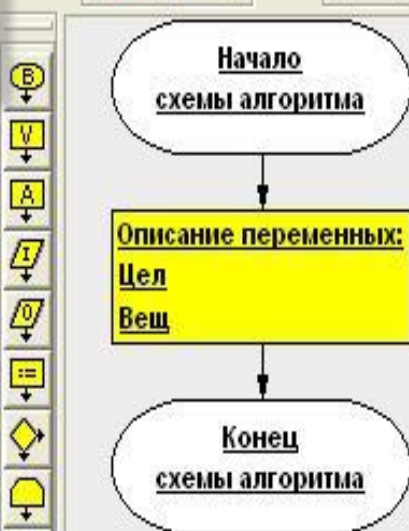 B
V
A
I
O
:=
Начало
схемы алгоритма
Описание переменных:
Цел
Вещ
Конец
схемы алгоритма